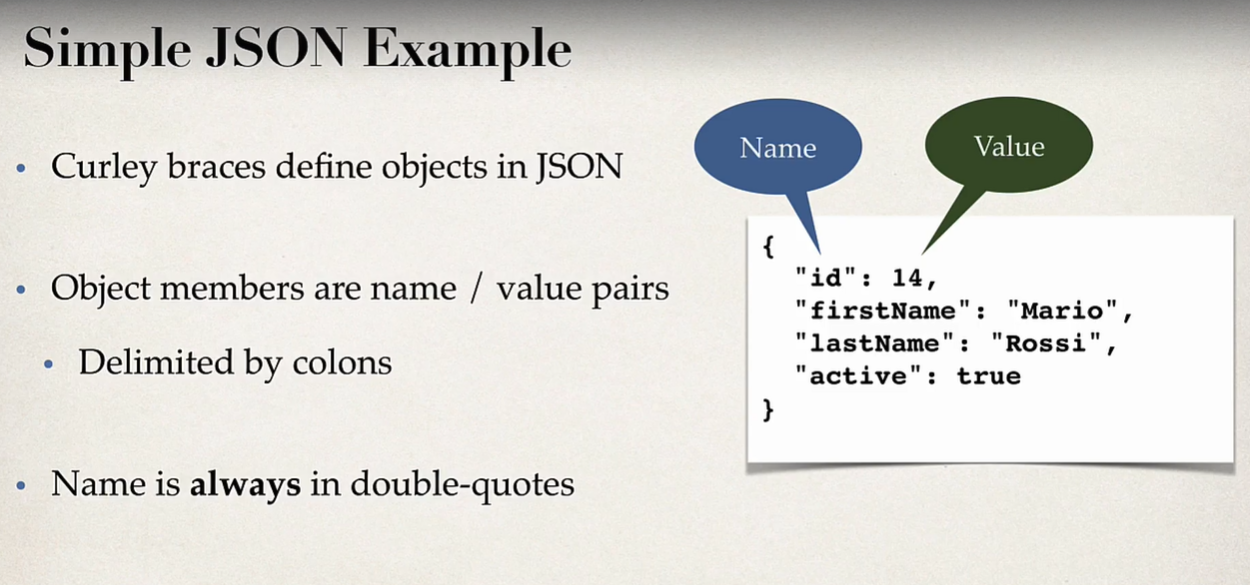 Simple JSON Example
Curley braces define objects in JSON
Object members are name / value pairs
Delimited by colons
Name is always in double-quotes
Name
Value
{
"id": 14,
"firstName": "Mario",
"lastName": "Rossi",
"active": true
}